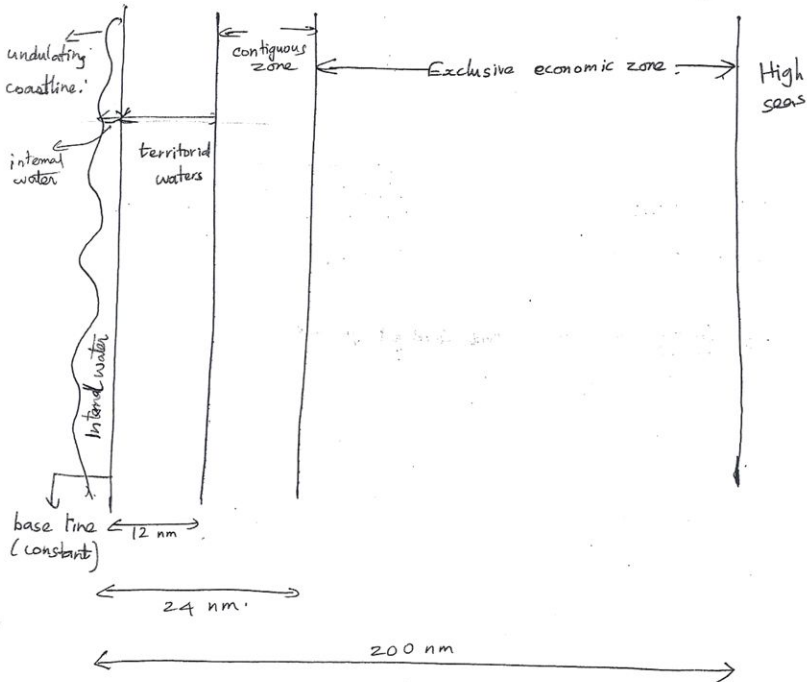 undulating
coastline.
contiguous
zone
Exclusive economic zone.
High
seas
internal
water
territorial
waters
Internal water
base line
(constant)
12 nm
24 nm.
200 nm